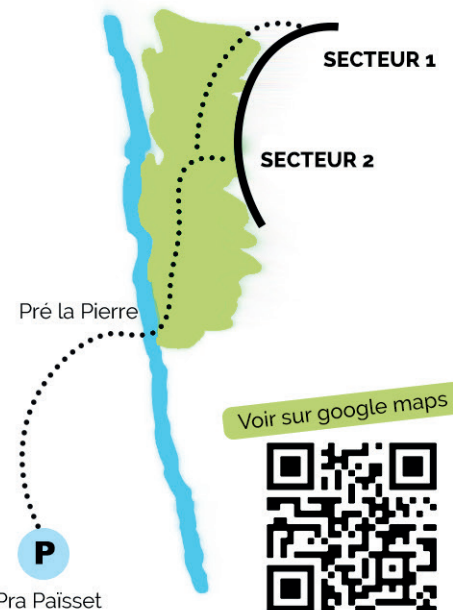 SECTEUR 1
SECTEUR 2
Pré la Pierre
Voir sur google maps
P
Pra Païsset